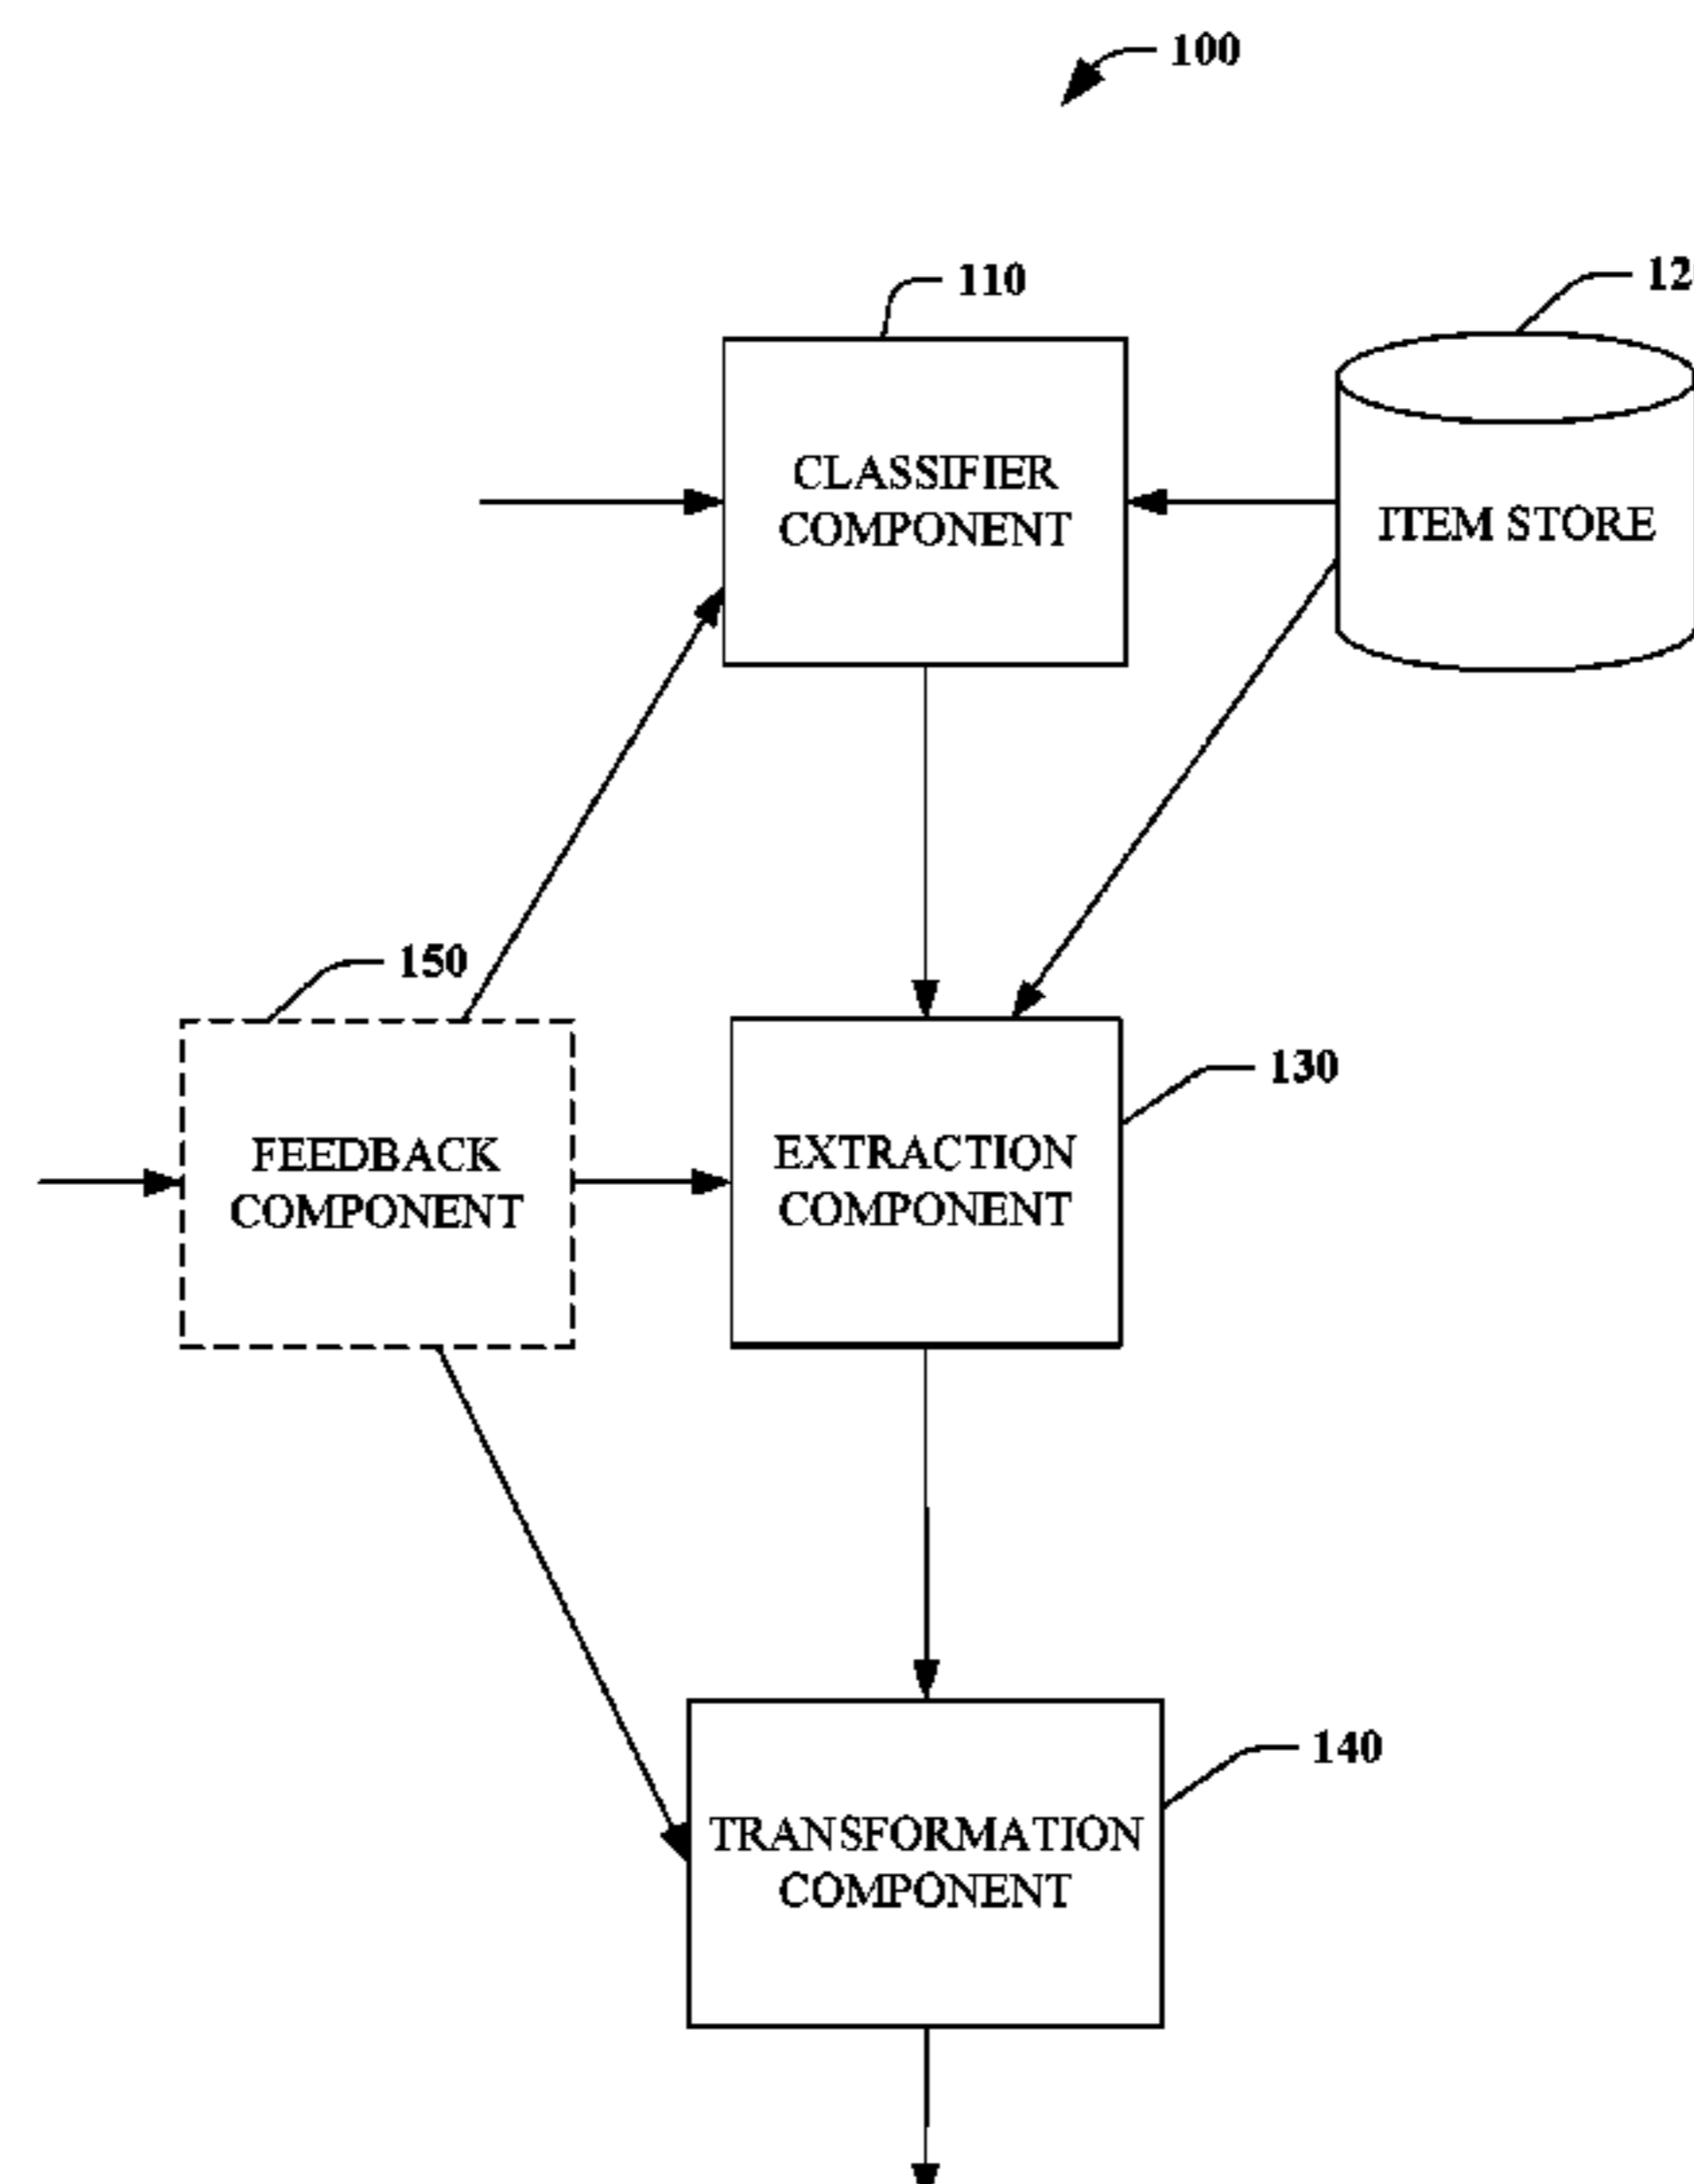 100
110
12
CLASSIFIER
COMPONENT
ITEM STORE
150
130
FEEDBACK
COMPONENT
EXTRACTION
COMPONENT
140
TRANSFORMATION
COMPONENT